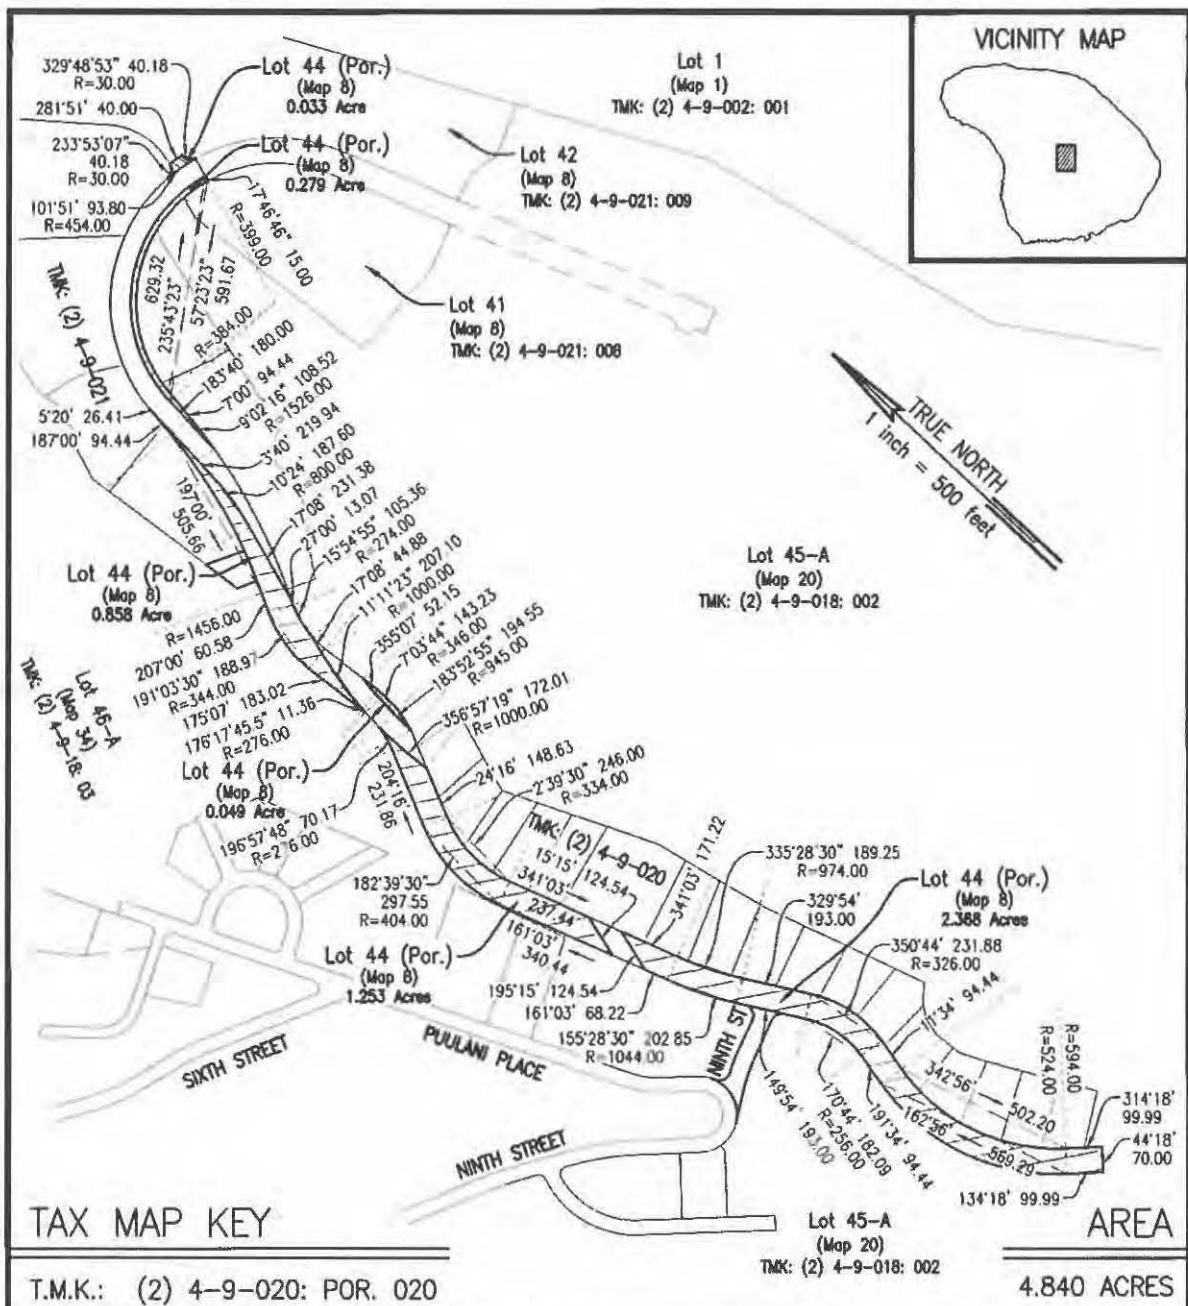 VICINITY MAP
Lot 1
(Map 1)
TMK: (2) 4-9-002: 001
329°48'53" 40.18
R=30.00
281°51' 40.00
233°53'07"
40.18
R=30.00
101°51' 93.80
R=454.00
Lot 44 (Por.)
(Map 8)
0.033 Acre
Lot 44 (Por.)
(Map 8)
0.279 Acre
Lot 42
(Map 8)
TMK: (2) 4-9-021: 009
17°46'46" 15.00
R=399.00
629.32
235°43'23"
57°23'23"
591.67
Lot 41
(Map 8)
TMK: (2) 4-9-021: 008
TMK: (2) 4-9-021
R=384.00
183°40' 180.00
7°00' 94.44
9°02'16" 108.52
R=1526.00
3°40' 219.94
10°24' 187.60
R=800.00
17°08' 231.38
27°00' 13.07
15°54'55" 105.36
R=274.00
17°08' 44.88
11°11'23" 207.10
R=1000.00
355°07' 52.15
7°03'44" 143.23
R=346.00
183°52'55" 194.55
R=945.00
356°57'19" 172.01
R=1000.00
TRUE NORTH
1 inch = 500 feet
5°20' 26.41
187°00' 94.44
197°00'
505.66
Lot 44 (Por.)
(Map 8)
0.858 Acre
Lot 45-A
(Map 20)
TMK: (2) 4-9-018: 002
R=1456.00
207°00' 60.58
191°03'30" 188.97
R=344.00
175°07' 183.02
176°17'45.5" 11.36
R=276.00
Lot 46-A
(Map 34)
TMK: (2) 4-9-18: 03
Lot 44 (Por.)
(Map 8)
0.049 Acre
196°57'48" 70.17
R=276.00
204°16'
231.86
24°16' 148.63
2°39'30" 246.00
R=334.00
TMK: (2) 4-9-020
15°15' 124.54
341°03'
237.44
341°03' 171.22
335°28'30" 189.25
R=974.00
329°54'
193.00
Lot 44 (Por.)
(Map 8)
2.368 Acres
350°44' 231.88
R=326.00
182°39'30"
297.55
R=404.00
161°03'
340.44
Lot 44 (Por.)
(Map 8)
1.253 Acres
195°15' 124.54
161°03' 68.22
155°28'30" 202.85
R=1044.00
11°34' 94.44
342°56'
502.20
R=594.00
R=524.00
314°18'
99.99
44°18'
70.00
162°56'
569.29
134°18' 99.99
149°54' 193.00
170°44' 182.09
R=256.00
191°34' 94.44
NINTH ST
SIXTH STREET
PUULANI PLACE
NINTH STREET
Lot 45-A
(Map 20)
TMK: (2) 4-9-018: 002
TAX MAP KEY
AREA
T.M.K.: (2) 4-9-020: POR. 020
4.840 ACRES